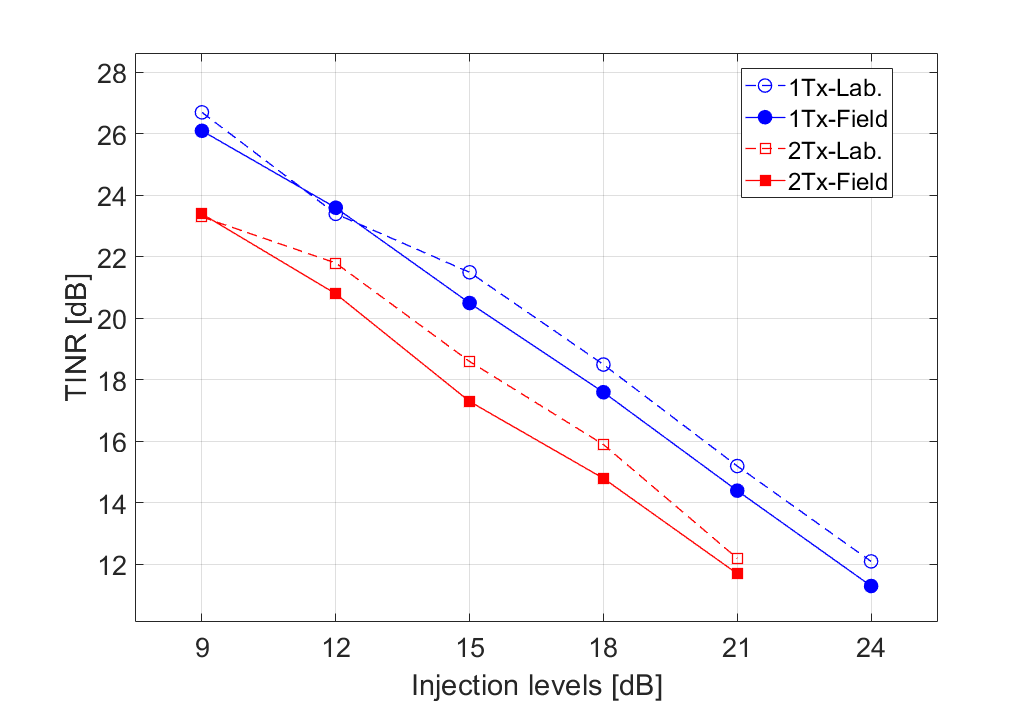 28
26
24
22
20
18
16
14
12
TINR [dB]
9 12 15 18 21 24
Injection levels [dB]
1Tx-Lab.
1Tx-Field
2Tx-Lab.
2Tx-Field